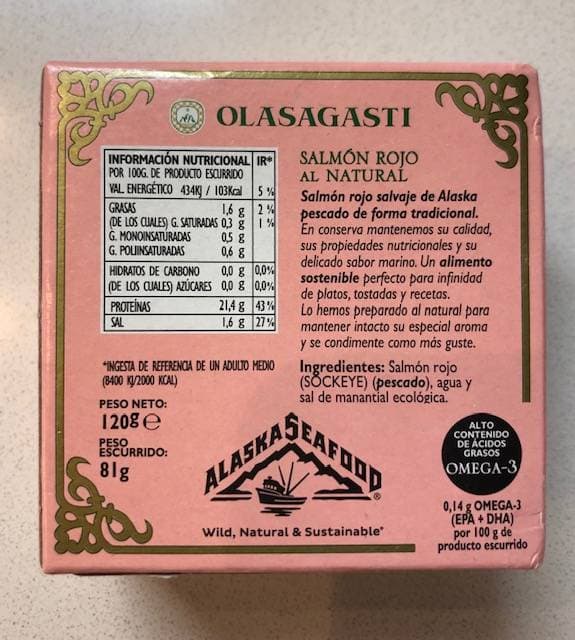 OLASAGASTI
INFORMACIÓN NUTRICIONAL IR*
POR 100G. DE PRODUCTO ESCURRIDO
VAL. ENERGÉTICO 434KJ / 103Kcal 5 %
GRASAS 1,6 g 2 %
(DE LOS CUALES) G. SATURADAS 0,3 g 1 %
G. MONOINSATURADAS 0,5 g
G. POLIINSATURADAS 0,6 g
HIDRATOS DE CARBONO 0,0 g 0,0%
(DE LOS CUALES) AZÚCARES 0,0 g 0,0%
PROTEÍNAS 21,4 g 43 %
SAL 1,6 g 27 %
*INGESTA DE REFERENCIA DE UN ADULTO MEDIO
(8400 KJ/2000 KCAL)
PESO NETO:
120g e
PESO
ESCURRIDO:
81g
SALMÓN ROJO
AL NATURAL
Salmón rojo salvaje de Alaska
pescado de forma tradicional.
En conserva mantenemos su calidad,
sus propiedades nutricionales y su
delicado sabor marino. Un alimento
sostenible perfecto para infinidad
de platos, tostadas y recetas.
Lo hemos preparado al natural para
mantener intacto su especial aroma
y se condimente como más guste.
Ingredientes: Salmón rojo
(SOCKEYE) (pescado), agua y
sal de manantial ecológica.
ALASKA SEAFOOD®
Wild, Natural & Sustainable*
ALTO
CONTENIDO
DE ÁCIDOS
GRASOS
OMEGA-3
0,14 g OMEGA-3
(EPA + DHA)
por 100 g de
producto escurrido